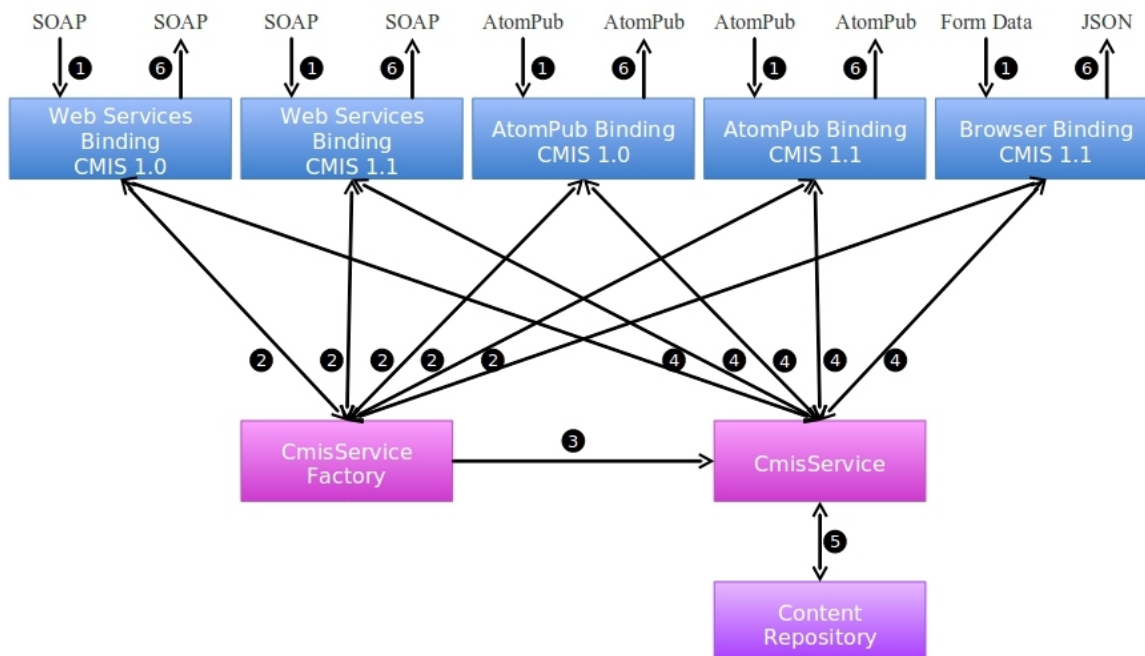 SOAP SOAP SOAP SOAP AtomPub AtomPub AtomPub AtomPub Form Data JSON
1 6 1 6 1 6 1 6 1 6
Web Services
Binding
CMIS 1.0
Web Services
Binding
CMIS 1.1
AtomPub Binding
CMIS 1.0
AtomPub Binding
CMIS 1.1
Browser Binding
CMIS 1.1
2 2 2 2 2 4 4 4 4 4
CmisService
Factory
3
CmisService
5
Content
Repository